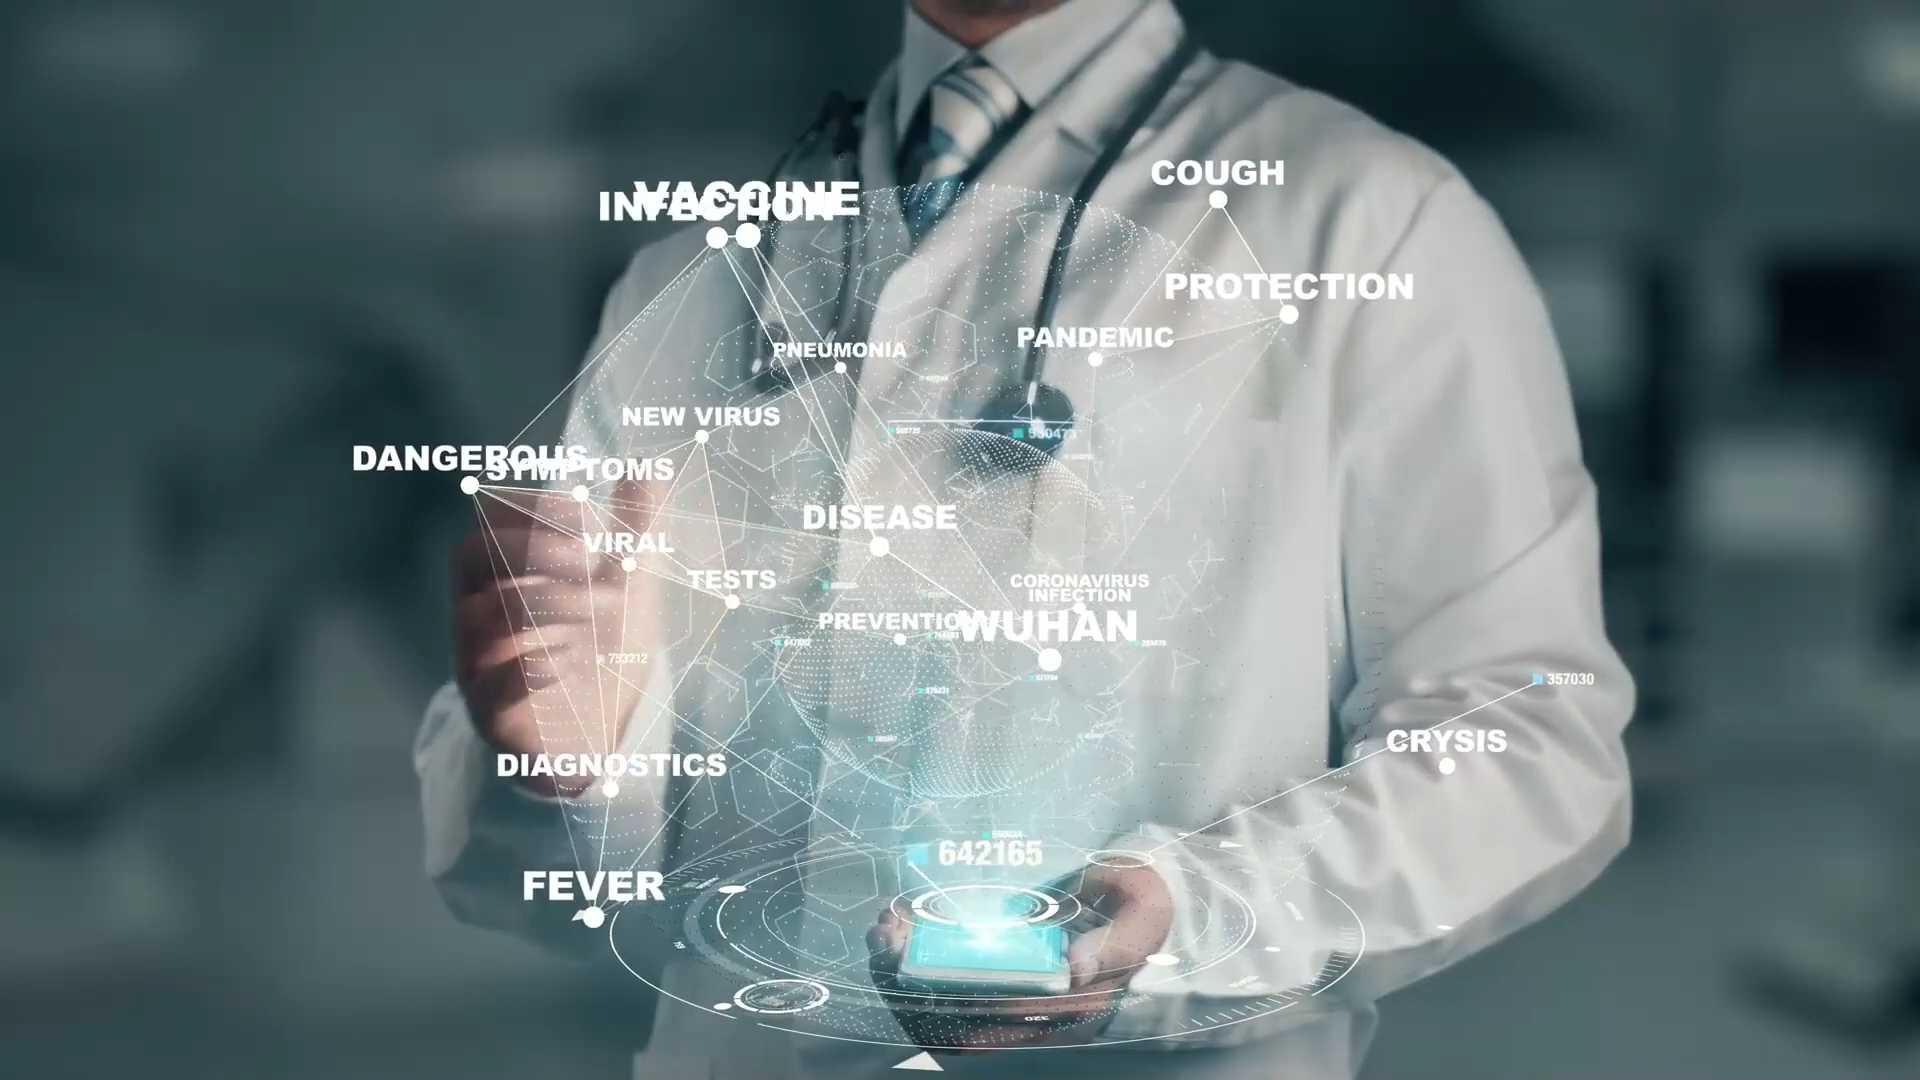 COUGH
VACCINE
INFECTION
PROTECTION
PANDEMIC
PNEUMONIA
NEW VIRUS
DANGEROUS
SYMPTOMS
DISEASE
VIRAL
TESTS
CORONAVIRUS
INFECTION
PREVENTION
WUHAN
753212
357030
CRYSIS
DIAGNOSTICS
642165
FEVER
320